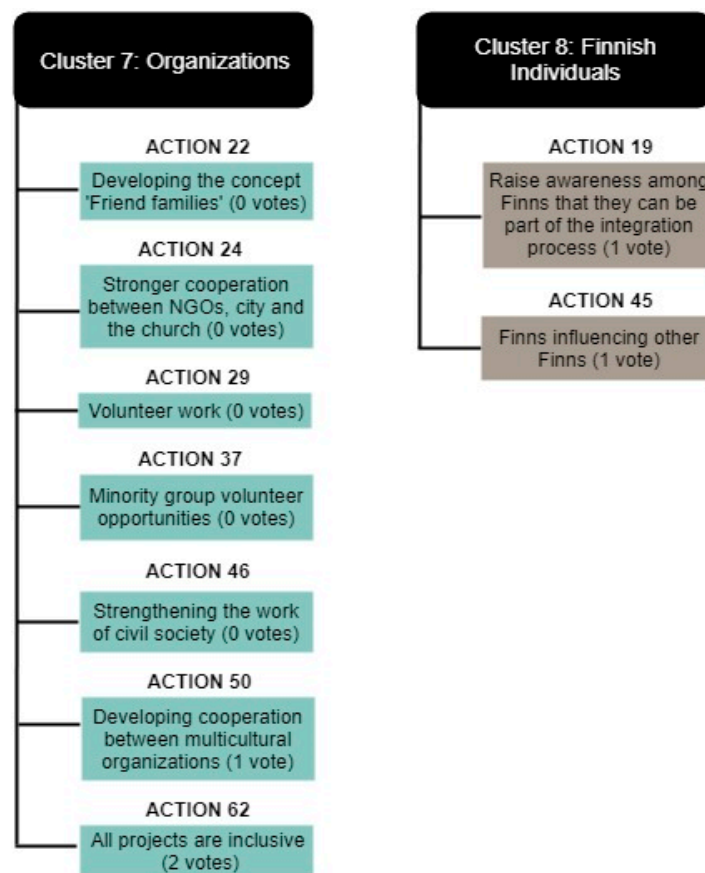 Cluster 7: Organizations
ACTION 22
Developing the concept
'Friend families' (0 votes)
ACTION 24
Stronger cooperation
between NGOs, city and
the church (0 votes)
ACTION 29
Volunteer work (0 votes)
ACTION 37
Minority group volunteer
opportunities (0 votes)
ACTION 46
Strengthening the work
of civil society (0 votes)
ACTION 50
Developing cooperation
between multicultural
organizations (1 vote)
ACTION 62
All projects are inclusive
(2 votes)
Cluster 8: Finnish
Individuals
ACTION 19
Raise awareness among
Finns that they can be
part of the integration
process (1 vote)
ACTION 45
Finns influencing other
Finns (1 vote)